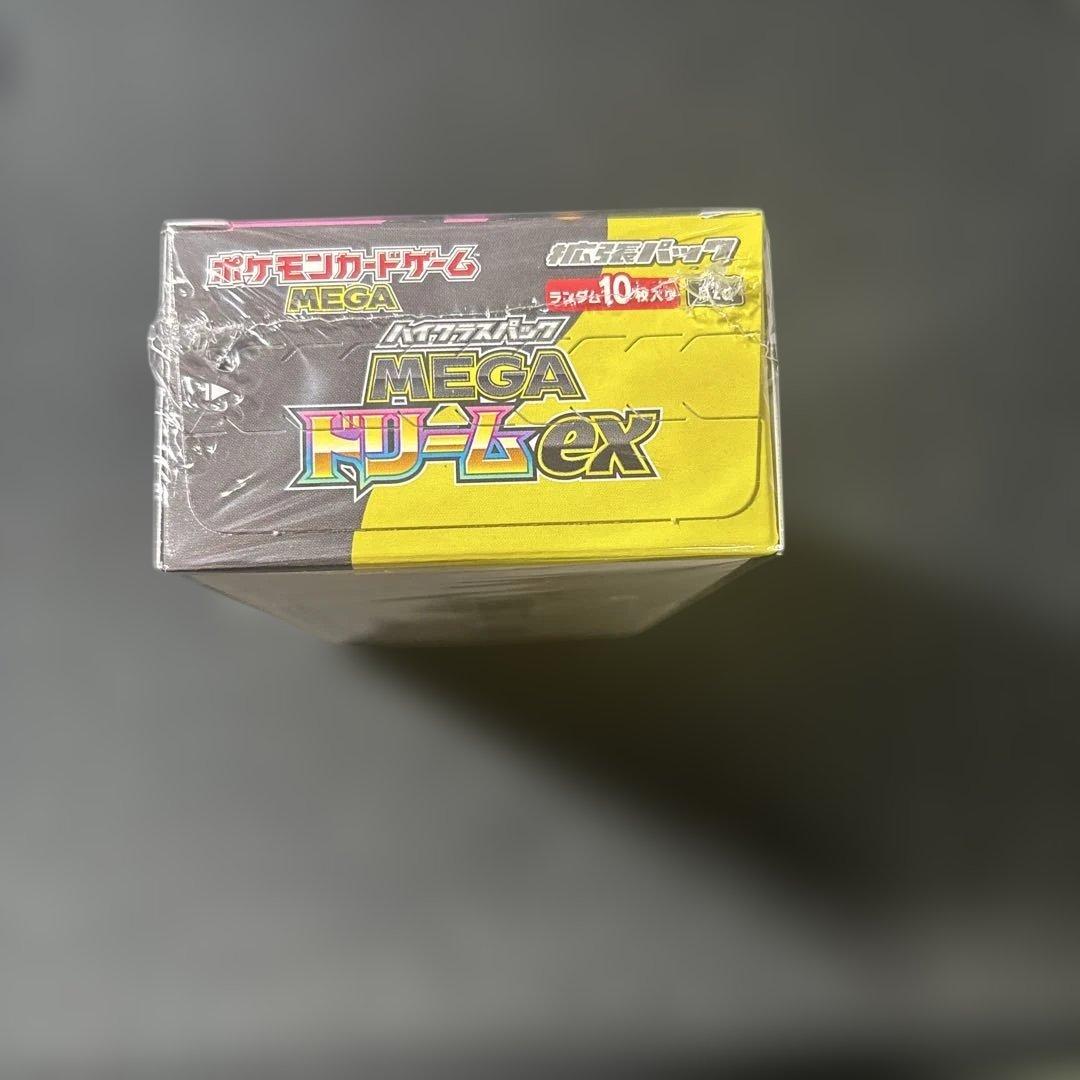 ポケモンカードゲーム
MEGA
拡張パック
ランダム10枚入り
ハイクラスパック
MEGA
ドリームex